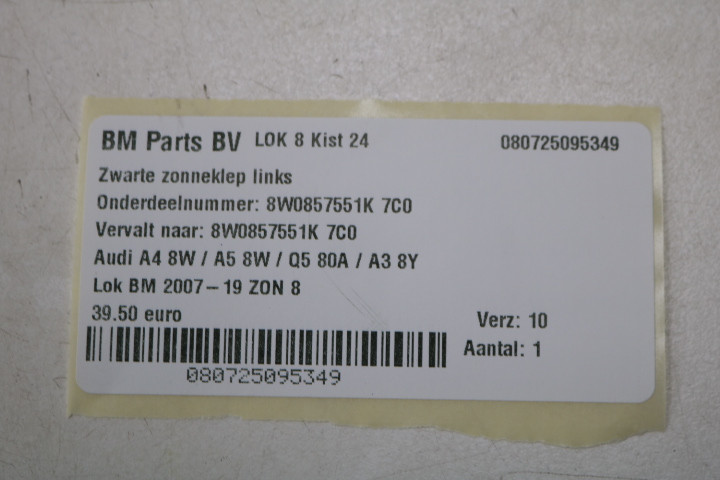 BM Parts BV LOK 8 Kist 24 080725095349
Zwarte zonneklep links
Onderdeelnummer: 8W0857551K 7C0
Vervalt naar: 8W0857551K 7C0
Audi A4 8W / A5 8W / Q5 80A / A3 8Y
Lok BM 2007-19 ZON 8
39.50 euro Verz: 10
Aantal: 1
080725095349